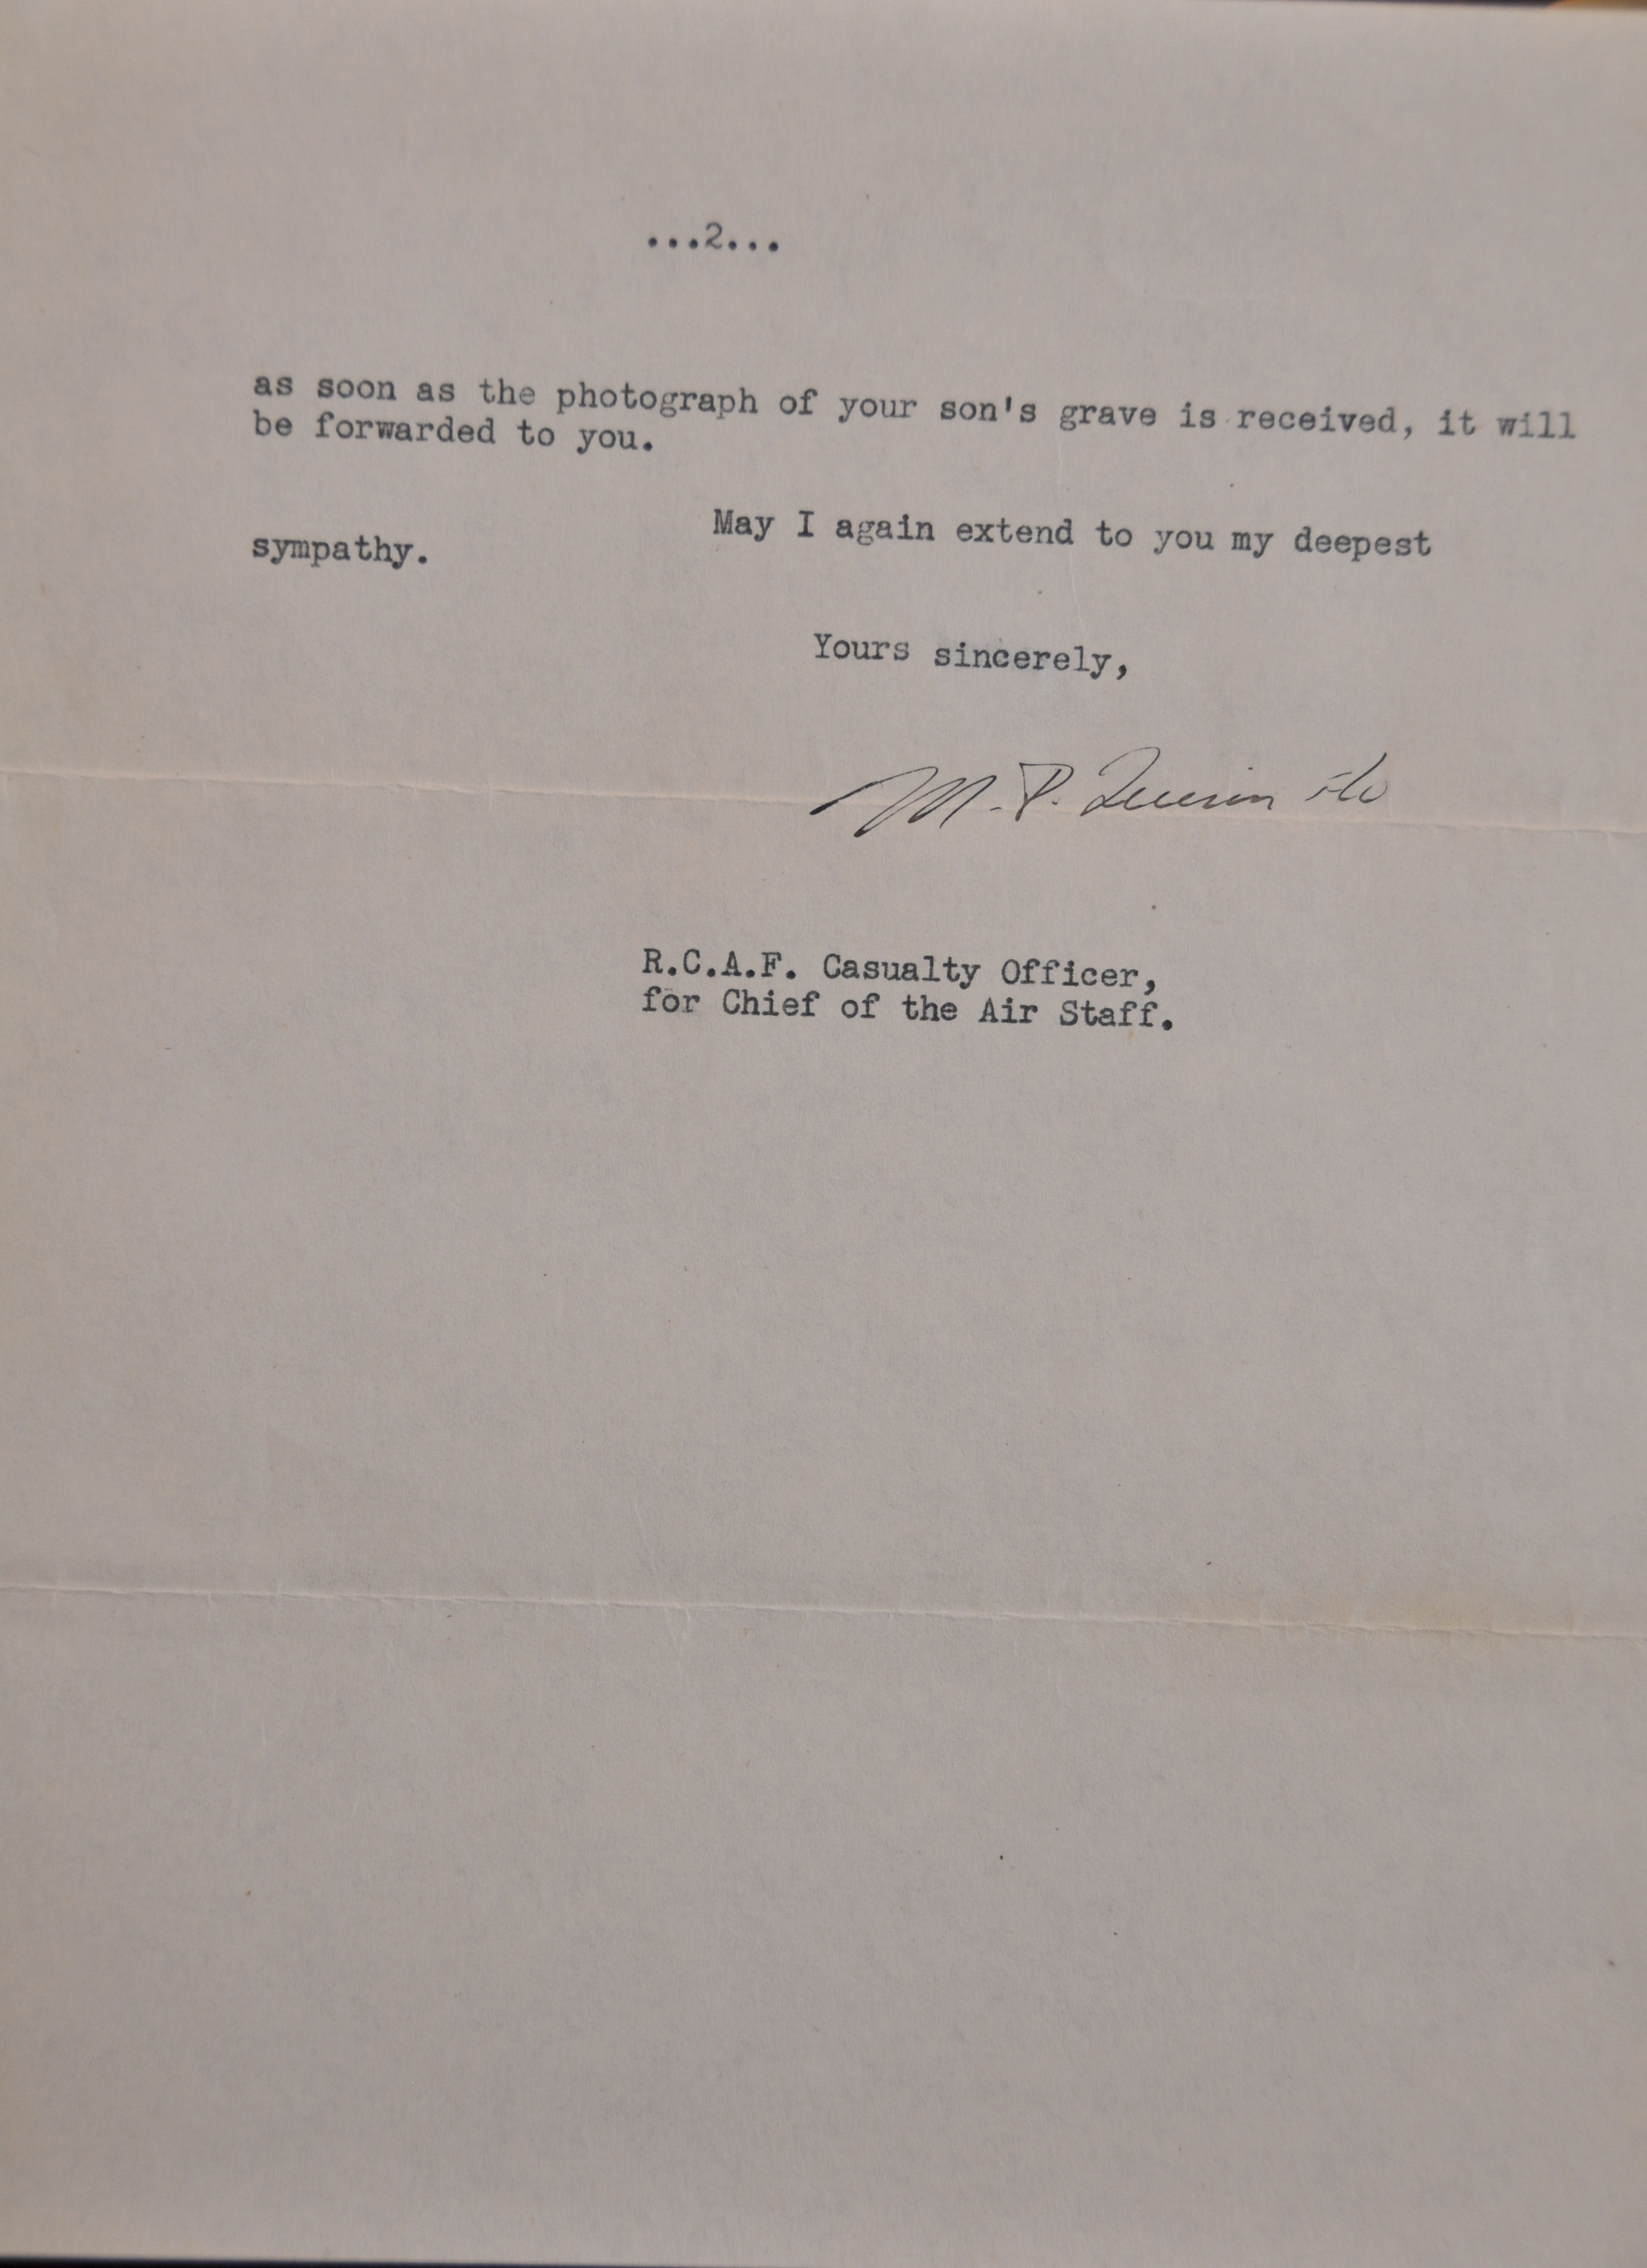 ...2...
as soon as the photograph of your son's grave is received, it will
be forwarded to you.
May I again extend to you my deepest
sympathy.
Yours sincerely,
M. P.
R.C.A.F. Casualty Officer,
for Chief of the Air Staff.